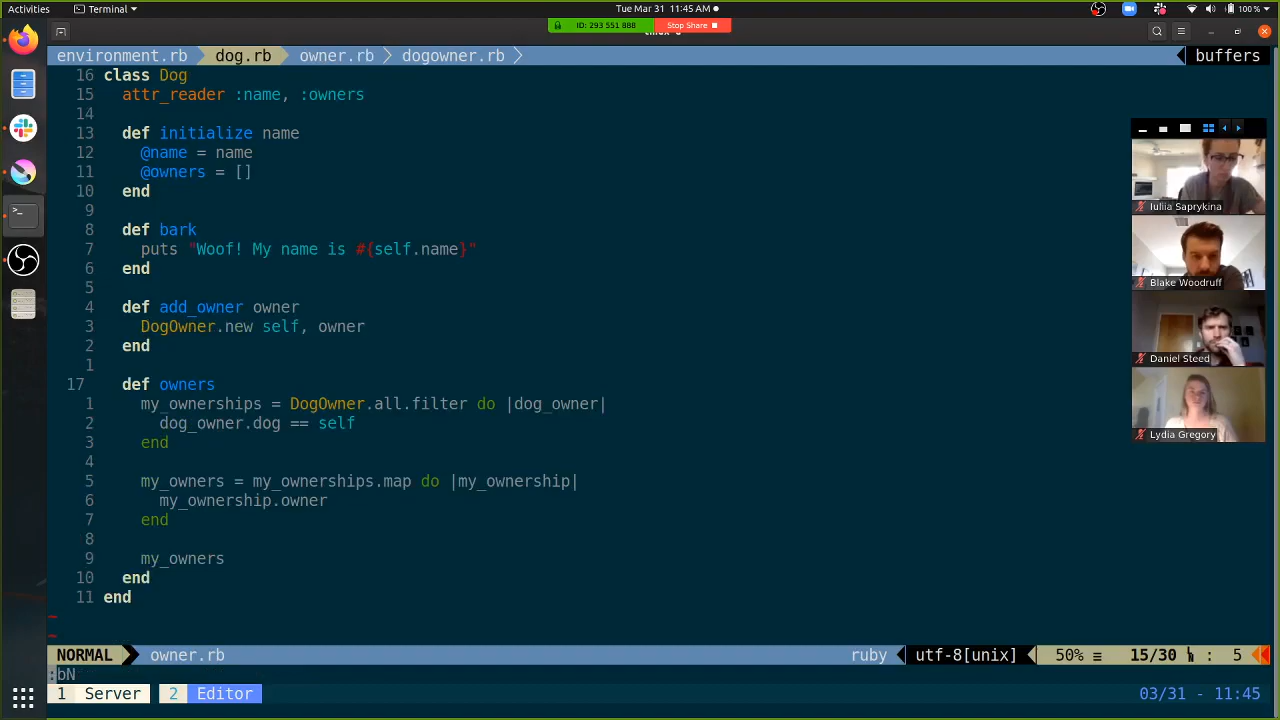 Activities Terminal Tue Mar 31 11:45 AM 100 %
ID: 293 551 888 Stop Share
environment.rb dog.rb owner.rb dogowner.rb buffers
16 class Dog
15 attr_reader :name, :owners
14
13 def initialize name
12 @name = name
11 @owners = []
10 end
9
8 def bark
7 puts "Woof! My name is #{self.name}"
6 end
5
4 def add_owner owner
3 DogOwner.new self, owner
2 end
1
17 def owners
1 my_ownerships = DogOwner.all.filter do |dog_owner|
2 dog_owner.dog == self
3 end
4
5 my_owners = my_ownerships.map do |my_ownership|
6 my_ownership.owner
7 end
8
9 my_owners
10 end
11 end
~
~
Iuliia Saprykina
Blake Woodruff
Daniel Steed
Lydia Gregory
NORMAL owner.rb ruby utf-8[unix] 50% ≡ 15/30 : 5
:bN
1 Server 2 Editor 03/31 - 11:45